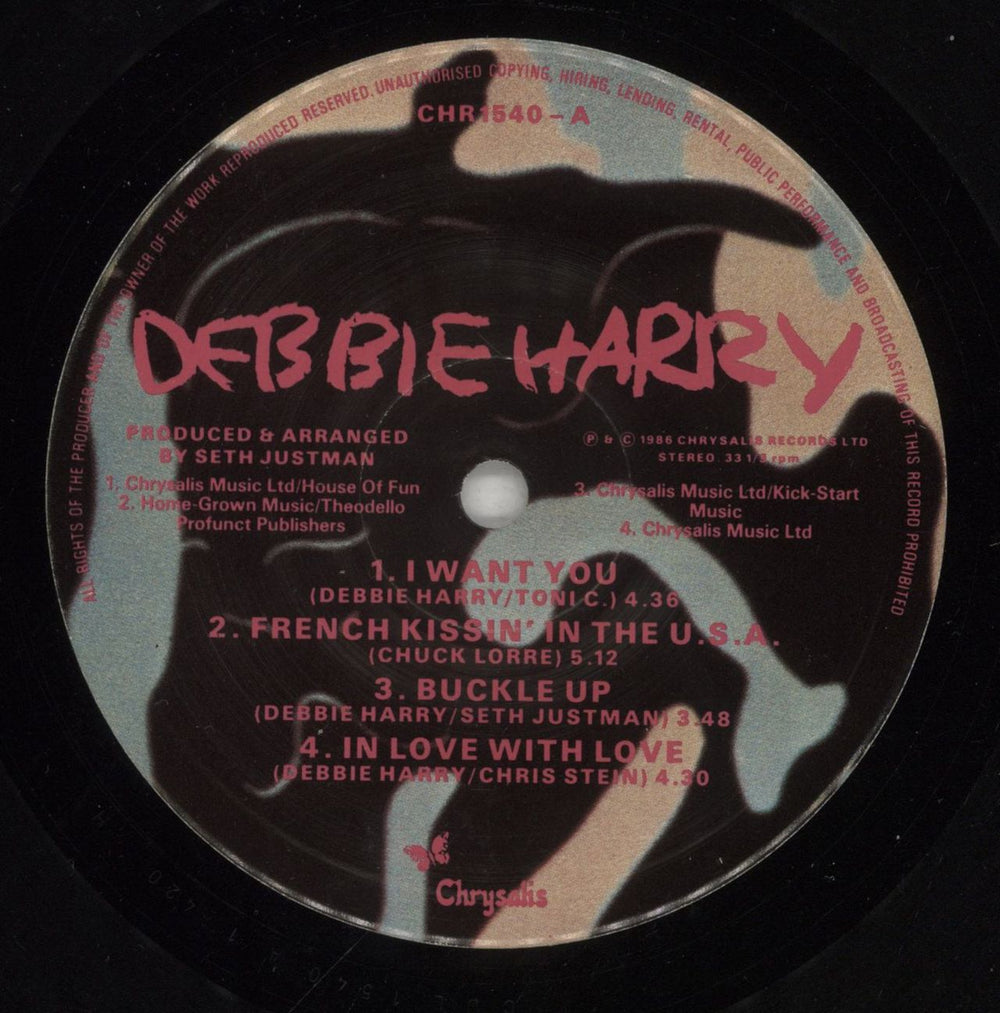 ALL RIGHTS OF THE PRODUCER AND OF THE OWNER OF THE WORK REPRODUCED RESERVED. UNAUTHORISED COPYING, HIRING, LENDING, RENTAL, PUBLIC PERFORMANCE AND BROADCASTING OF THIS RECORD PROHIBITED
CHR1540 – A
DEBBIE HARRY
PRODUCED & ARRANGED
BY SETH JUSTMAN
1. Chrysalis Music Ltd/House Of Fun
2. Home-Grown Music/Theodello
Profunct Publishers
Ⓟ & © 1986 CHRYSALIS RECORDS LTD
STEREO. 33 1/3 rpm
3. Chrysalis Music Ltd/Kick-Start
Music
4. Chrysalis Music Ltd
1. I WANT YOU
(DEBBIE HARRY/TONI C.) 4.36
2. FRENCH KISSIN' IN THE U.S.A.
(CHUCK LORRE) 5.12
3. BUCKLE UP
(DEBBIE HARRY/SETH JUSTMAN) 3.48
4. IN LOVE WITH LOVE
(DEBBIE HARRY/CHRIS STEIN) 4.30
Chrysalis